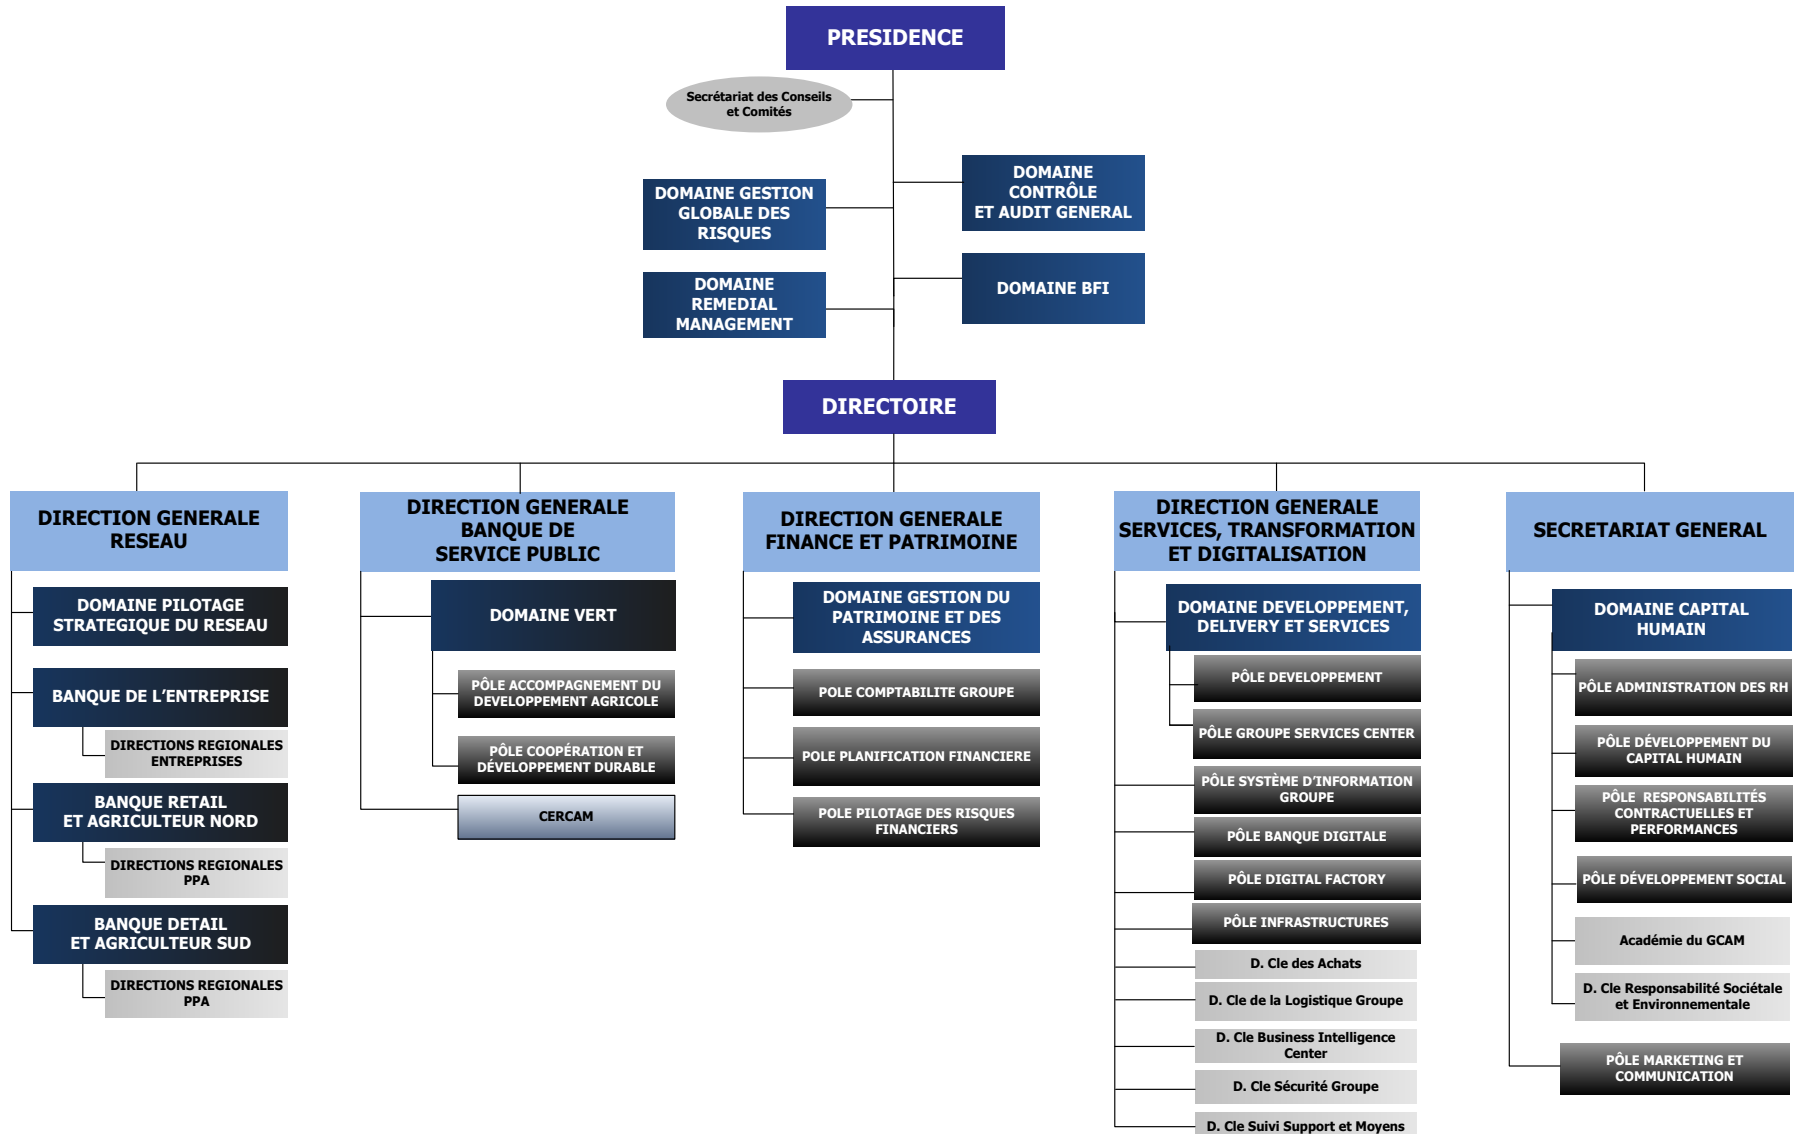 PRESIDENCE
Secrétariat des Conseils
et Comités
DOMAINE GESTION
GLOBALE DES
RISQUES
DOMAINE
CONTRÔLE
ET AUDIT GENERAL
DOMAINE
REMEDIAL
MANAGEMENT
DOMAINE BFI
DIRECTOIRE
DIRECTION GENERALE
RESEAU
DOMAINE PILOTAGE
STRATEGIQUE DU RESEAU
BANQUE DE L’ENTREPRISE
DIRECTIONS REGIONALES
ENTREPRISES
BANQUE RETAIL
ET AGRICULTEUR NORD
DIRECTIONS REGIONALES
PPA
BANQUE DETAIL
ET AGRICULTEUR SUD
DIRECTIONS REGIONALES
PPA
DIRECTION GENERALE
BANQUE DE
SERVICE PUBLIC
DOMAINE VERT
PÔLE ACCOMPAGNEMENT DU
DEVELOPPEMENT AGRICOLE
PÔLE COOPÉRATION ET
DÉVELOPPEMENT DURABLE
CERCAM
DIRECTION GENERALE
FINANCE ET PATRIMOINE
DOMAINE GESTION DU
PATRIMOINE ET DES
ASSURANCES
POLE COMPTABILITE GROUPE
POLE PLANIFICATION FINANCIERE
POLE PILOTAGE DES RISQUES
FINANCIERS
DIRECTION GENERALE
SERVICES, TRANSFORMATION
ET DIGITALISATION
DOMAINE DEVELOPPEMENT,
DELIVERY ET SERVICES
PÔLE DEVELOPPEMENT
PÔLE GROUPE SERVICES CENTER
PÔLE SYSTÈME D’INFORMATION
GROUPE
PÔLE BANQUE DIGITALE
PÔLE DIGITAL FACTORY
PÔLE INFRASTRUCTURES
D. Cle des Achats
D. Cle de la Logistique Groupe
D. Cle Business Intelligence
Center
D. Cle Sécurité Groupe
D. Cle Suivi Support et Moyens
SECRETARIAT GENERAL
DOMAINE CAPITAL
HUMAIN
PÔLE ADMINISTRATION DES RH
PÔLE DÉVELOPPEMENT DU
CAPITAL HUMAIN
PÔLE RESPONSABILITÉS
CONTRACTUELLES ET
PERFORMANCES
PÔLE DÉVELOPPEMENT SOCIAL
Académie du GCAM
D. Cle Responsabilité Sociétale
et Environnementale
PÔLE MARKETING ET
COMMUNICATION